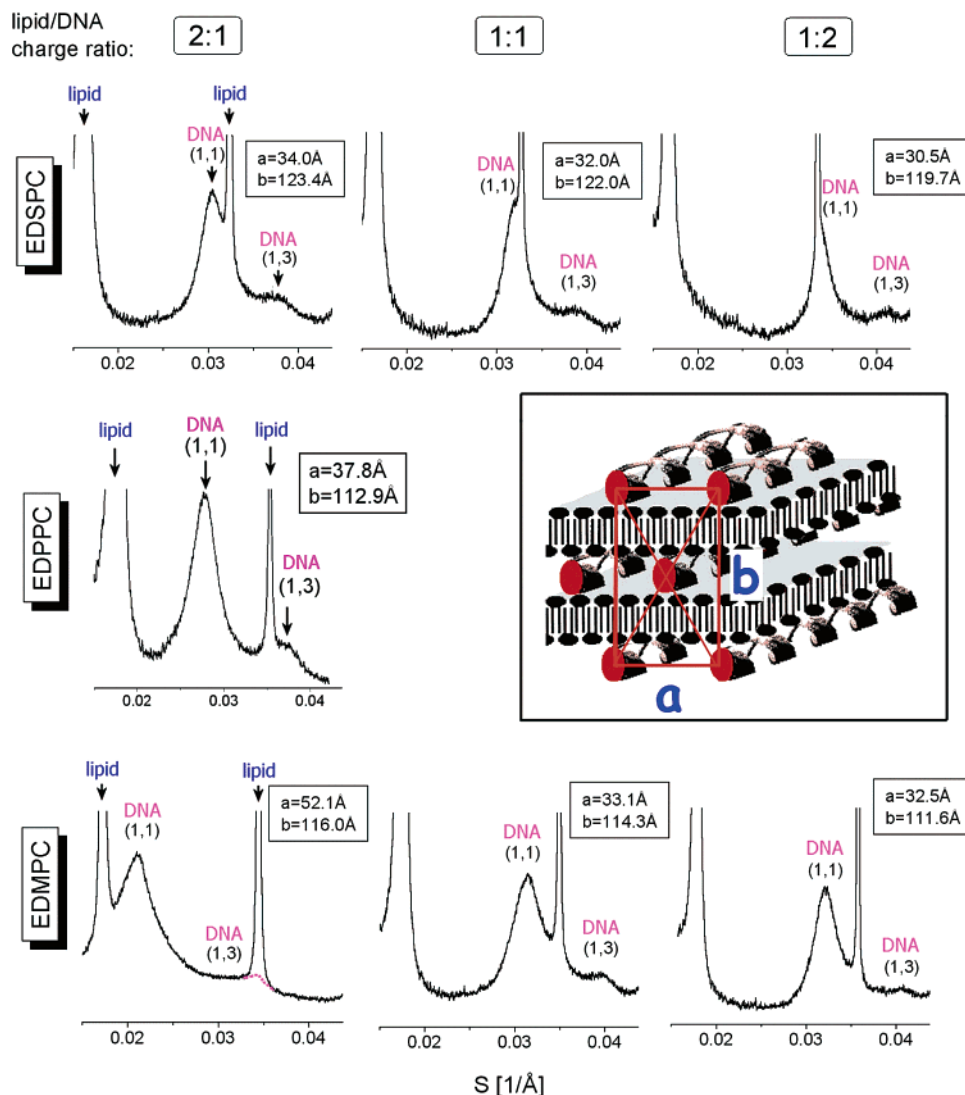 lipid/DNA
charge ratio:
2:1
1:1
1:2
EDSPC
lipid
lipid
DNA
(1,1)
DNA
(1,3)
a=34.0Å
b=123.4Å
0.02 0.03 0.04
DNA
(1,1)
DNA
(1,3)
a=32.0Å
b=122.0Å
0.02 0.03 0.04
DNA
(1,1)
DNA
(1,3)
a=30.5Å
b=119.7Å
0.02 0.03 0.04
EDPPC
lipid
DNA
(1,1)
lipid
DNA
(1,3)
a=37.8Å
b=112.9Å
0.02 0.03 0.04
b
a
EDMPC
lipid
DNA
(1,1)
DNA
(1,3)
lipid
a=52.1Å
b=116.0Å
0.02 0.03 0.04
DNA
(1,1)
DNA
(1,3)
a=33.1Å
b=114.3Å
0.02 0.03 0.04
DNA
(1,1)
DNA
(1,3)
a=32.5Å
b=111.6Å
0.02 0.03 0.04
S [1/Å]